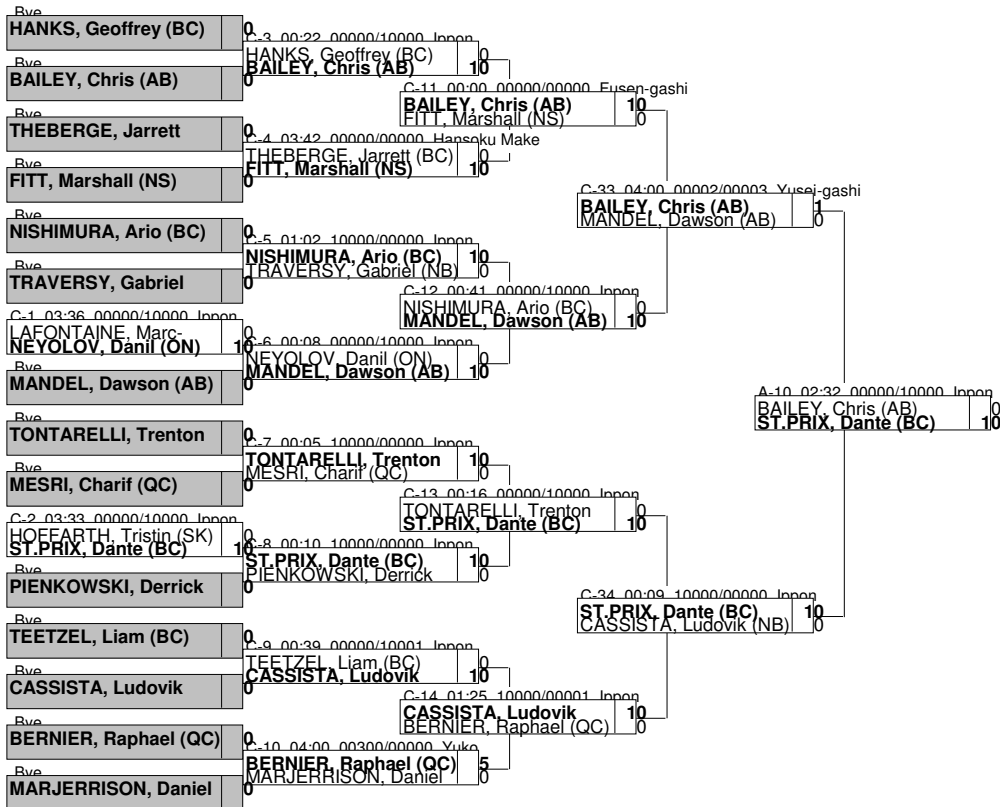 Bye
HANKS, Geoffrey (BC) 0
Bye
BAILEY, Chris (AB) 0
Bye
THEBERGE, Jarrett 0
Bye
FITT, Marshall (NS) 0
Bye
NISHIMURA, Ario (BC) 0
Bye
TRAVERSY, Gabriel 0
C-1 03:36 00000/10000 Ippon
LAFONTAINE, Marc- 0
NEYOLOV, Danil (ON) 10
Bye
MANDEL, Dawson (AB) 0
Bye
TONTARELLI, Trenton 0
Bye
MESRI, Charif (QC) 0
C-2 03:33 00000/10000 Ippon
HOFFARTH, Tristin (SK) 0
ST.PRIX, Dante (BC) 10
Bye
PIENKOWSKI, Derrick 0
Bye
TEETZEL, Liam (BC) 0
Bye
CASSISTA, Ludovik 0
Bye
BERNIER, Raphael (QC) 0
Bye
MARJERRISON, Daniel 0
C-3 00:22 00000/10000 Ippon
HANKS, Geoffrey (BC) 0
BAILEY, Chris (AB) 10
C-4 03:42 00000/00000 Hansoku Make
THEBERGE, Jarrett (BC) 0
FITT, Marshall (NS) 10
C-5 01:02 10000/00000 Ippon
NISHIMURA, Ario (BC) 10
TRAVERSY, Gabriel (NB) 0
C-6 00:08 00000/10000 Ippon
NEYOLOV, Danil (ON) 0
MANDEL, Dawson (AB) 10
C-7 00:05 10000/00000 Ippon
TONTARELLI, Trenton 10
MESRI, Charif (QC) 0
C-8 00:10 10000/00000 Ippon
ST.PRIX, Dante (BC) 10
PIENKOWSKI, Derrick 0
C-9 00:39 00000/10001 Ippon
TEETZEL, Liam (BC) 0
CASSISTA, Ludovik 10
C-10 04:00 00300/00000 Yuko
BERNIER, Raphael (QC) 5
MARJERRISON, Daniel 0
C-11 00:00 00000/00000 Fusen-gashi
BAILEY, Chris (AB) 10
FITT, Marshall (NS) 0
C-12 00:41 00000/10000 Ippon
NISHIMURA, Ario (BC) 0
MANDEL, Dawson (AB) 10
C-13 00:16 00000/10000 Ippon
TONTARELLI, Trenton 0
ST.PRIX, Dante (BC) 10
C-14 01:25 10000/00001 Ippon
CASSISTA, Ludovik 10
BERNIER, Raphael (QC) 0
C-33 04:00 00002/00003 Yusei-gashi
BAILEY, Chris (AB) 1
MANDEL, Dawson (AB) 0
C-34 00:09 10000/00000 Ippon
ST.PRIX, Dante (BC) 10
CASSISTA, Ludovik (NB) 0
A-10 02:32 00000/10000 Ippon
BAILEY, Chris (AB) 0
ST.PRIX, Dante (BC) 10